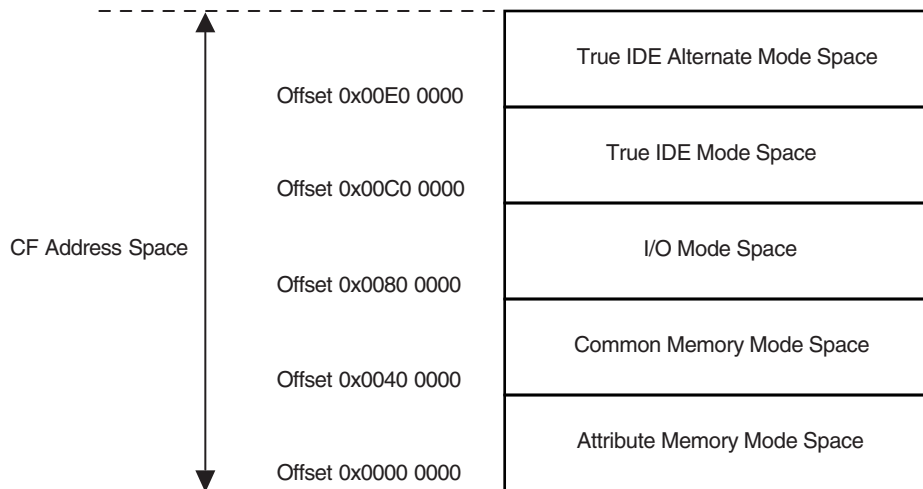 True IDE Alternate Mode Space
Offset 0x00E0 0000
True IDE Mode Space
Offset 0x00C0 0000
I/O Mode Space
CF Address Space
Offset 0x0080 0000
Common Memory Mode Space
Offset 0x0040 0000
Attribute Memory Mode Space
Offset 0x0000 0000